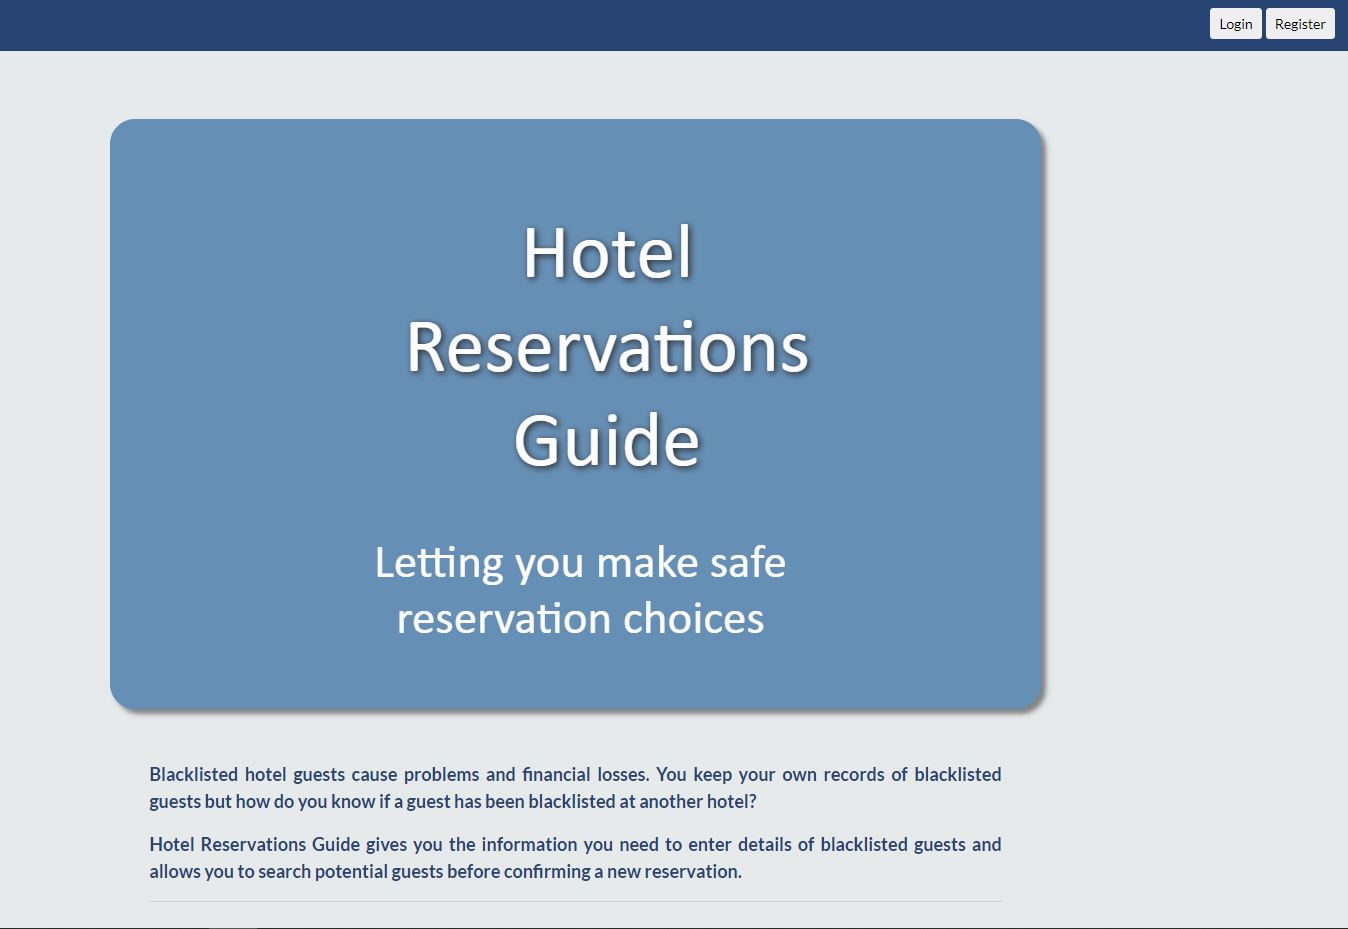 Login Register
Hotel
Reservations
Guide
Letting you make safe
reservation choices
Blacklisted hotel guests cause problems and financial losses. You keep your own records of blacklisted
guests but how do you know if a guest has been blacklisted at another hotel?
Hotel Reservations Guide gives you the information you need to enter details of blacklisted guests and
allows you to search potential guests before confirming a new reservation.